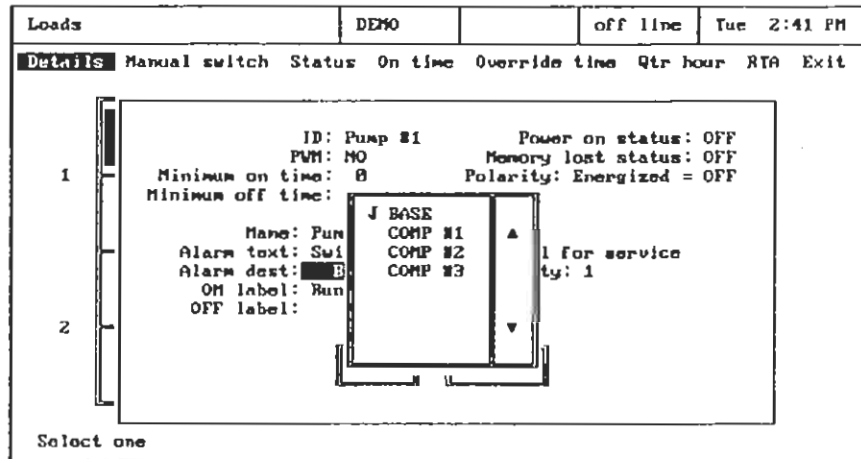 Loads DEMO off line Tue 2:41 PM
Details Manual switch Status On time Override time Qtr hour RTA Exit
ID: Pump #1 Power on status: OFF
PWM: NO Memory lost status: OFF
1 Minimum on time: 0 Polarity: Energized = OFF
Minimum off time:
√ BASE
Name: Pum COMP #1
Alarm text: Swi COMP #2 l for service
Alarm dest: B COMP #3 ty: 1
ON label: Run
OFF label:
2
Select one